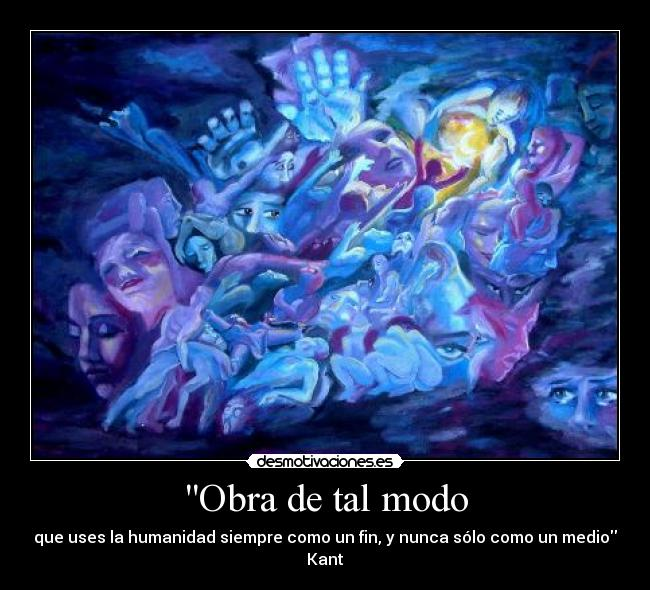 desmotivaciones.es
"Obra de tal modo
que uses la humanidad siempre como un fin, y nunca sólo como un medio"
Kant